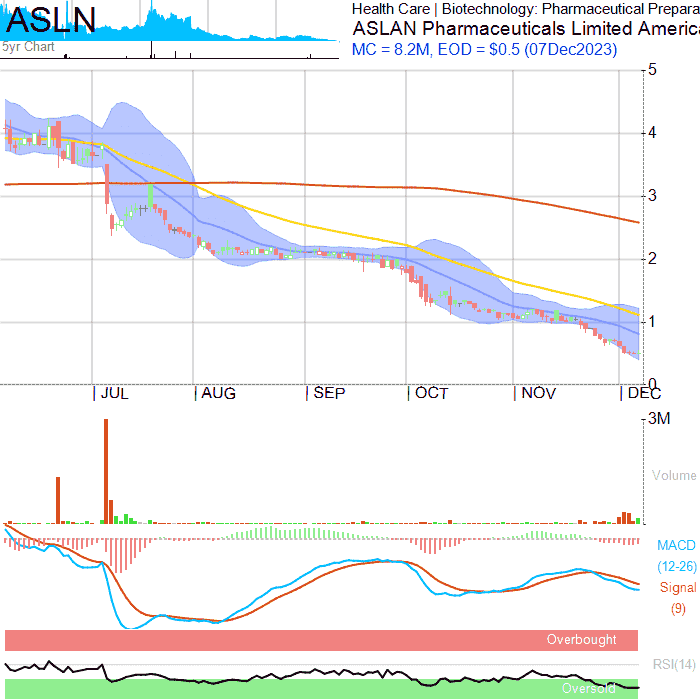 ASLN
5yr Chart
Health Care | Biotechnology: Pharmaceutical Prepara
ASLAN Pharmaceuticals Limited America
MC = 8.2M, EOD = $0.5 (07Dec2023)
5
4
3
2
1
0
JUL AUG SEP OCT NOV DEC
3M
Volume
MACD
(12-26)
Signal
(9)
Overbought
RSI(14)
Oversold